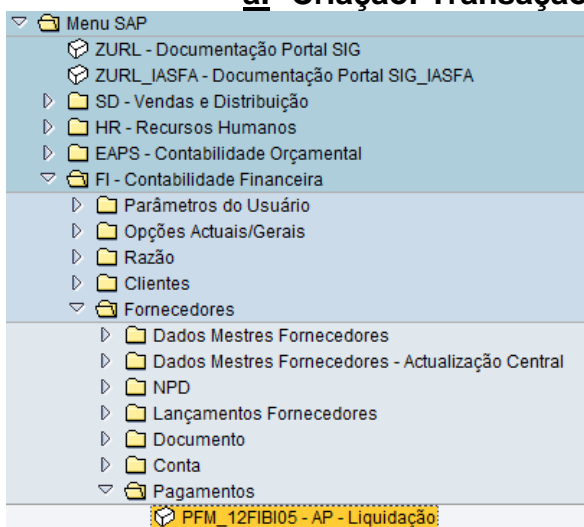 a. Criação: Transação
Menu SAP
ZURL - Documentação Portal SIG
ZURL_IASFA - Documentação Portal SIG_IASFA
SD - Vendas e Distribuição
HR - Recursos Humanos
EAPS - Contabilidade Orçamental
FI - Contabilidade Financeira
Parâmetros do Usuário
Opções Actuais/Gerais
Razão
Clientes
Fornecedores
Dados Mestres Fornecedores
Dados Mestres Fornecedores - Actualização Central
NPD
Lançamentos Fornecedores
Documento
Conta
Pagamentos
PFM_12FIBI05 - AP - Liquidação